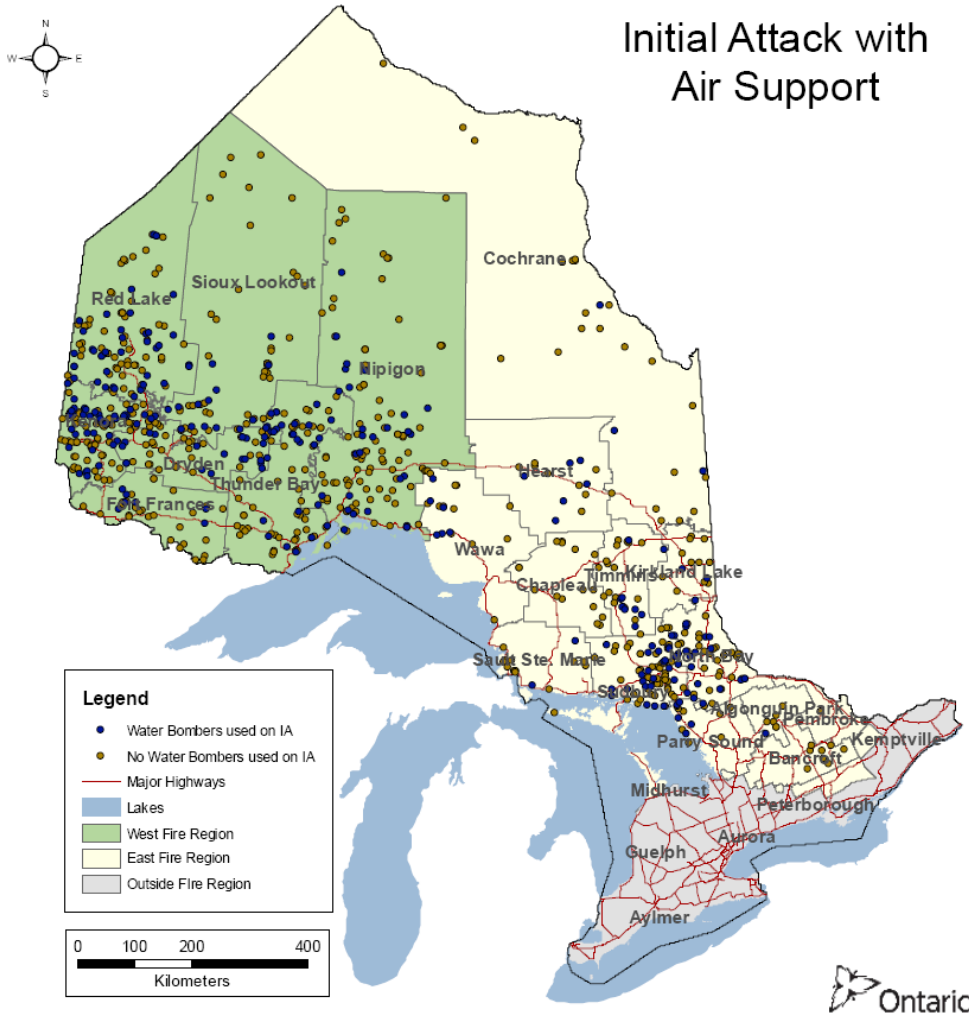 Initial Attack with
Air Support
N
W
E
S
Cochrane
Sioux Lookout
Red Lake
Nipigon
Dryden
Thunder Bay
Fort Frances
Hearst
Wawa
Chapleau
Timmins
Kirkland Lake
Sault Ste. Marie
North Bay
Sudbury
Algonquin Park
Pembroke
Kemptville
Parry Sound
Bancroft
Midhurst
Peterborough
Aurora
Guelph
Aylmer
Legend
Water Bombers used on IA
No Water Bombers used on IA
Major Highways
Lakes
West Fire Region
East Fire Region
Outside FIre Region
0 100 200 400
Kilometers
Ontario